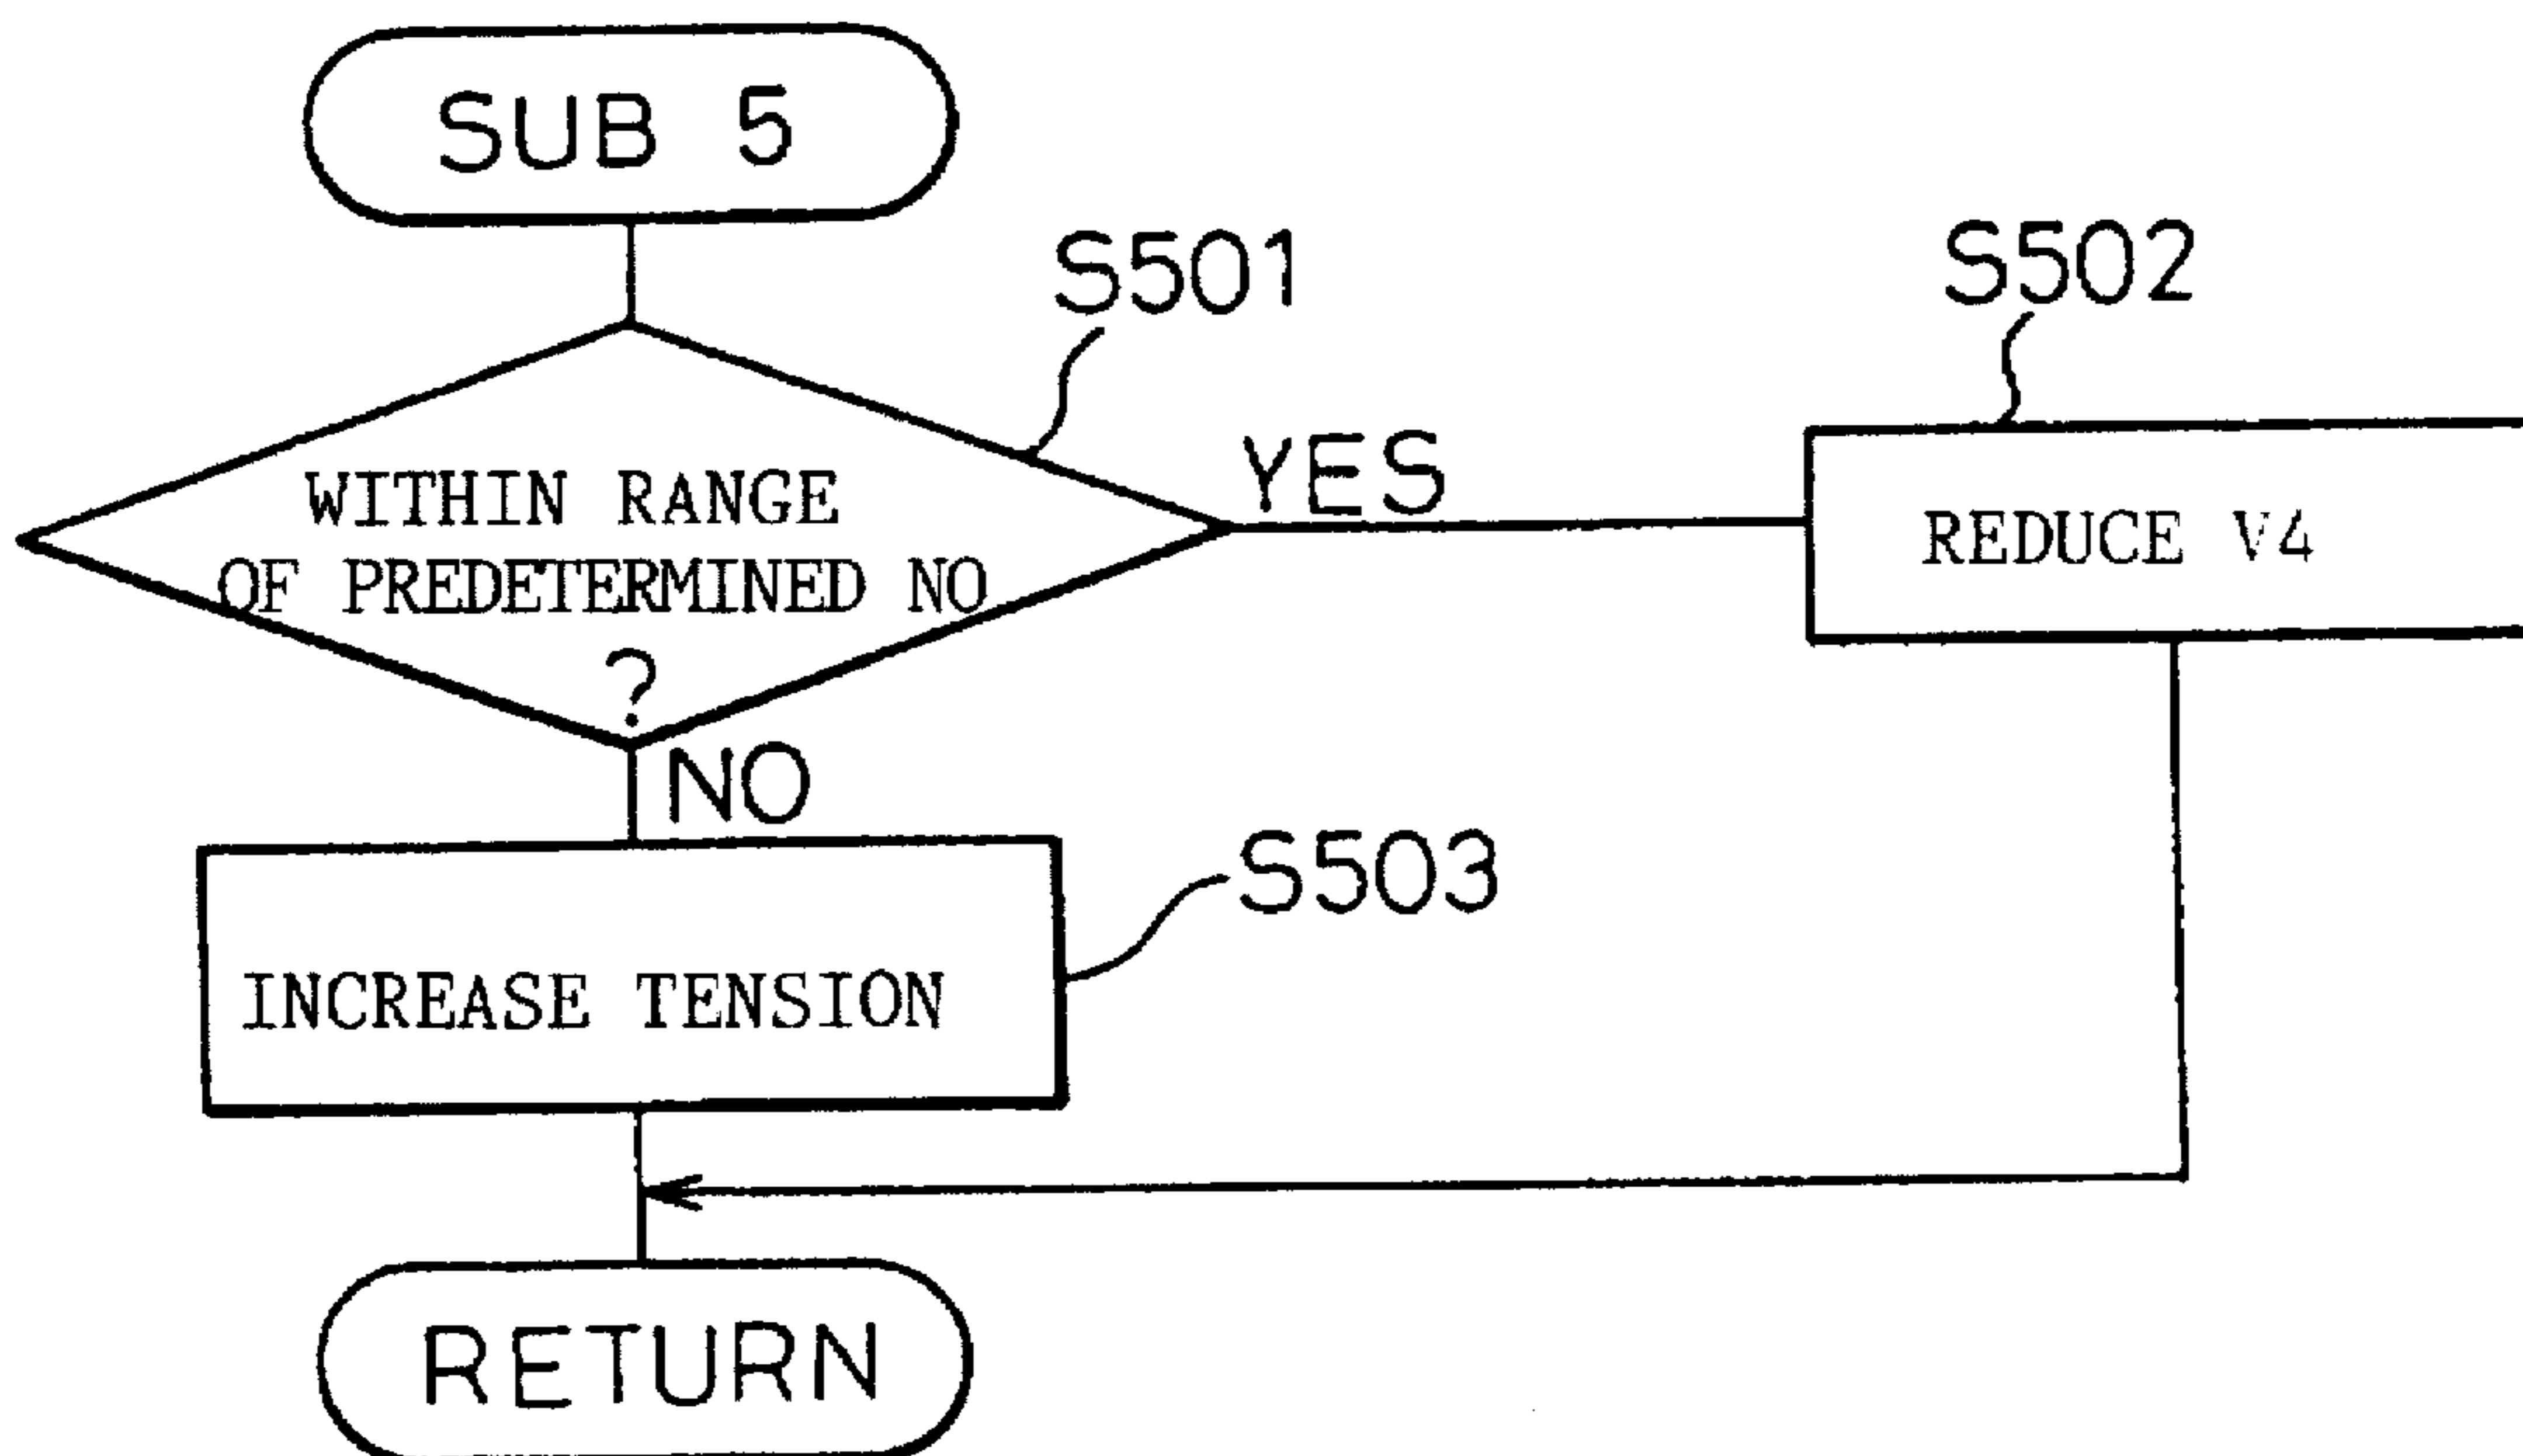 SUB 5
S501
S502
WITHIN RANGE
OF PREDETERMINED NO
?
YES
REDUCE V4
NO
S503
INCREASE TENSION
RETURN